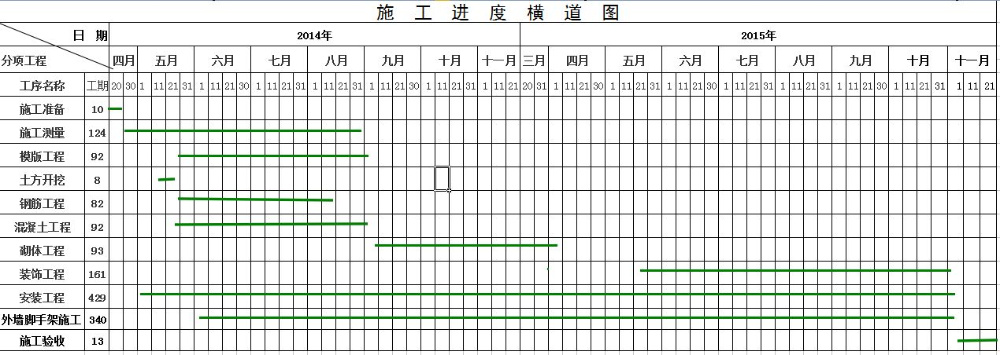 施 工 进 度 横 道 图
日 期 2014年 2015年
分项工程 四月 五月 六月 七月 八月 九月 十月 十一月 三月 四月 五月 六月 七月 八月 九月 十月 十一月
工序名称 工期 20 30 1 11 21 31 1 11 21 30 1 11 21 31 1 11 21 31 1 11 21 30 1 11 21 31 1 11 21 20 31 1 11 21 30 1 11 21 31 1 11 21 30 1 11 21 31 1 11 21 31 1 11 21 30 1 11 21 31 1 11 21
施工准备 10
施工测量 124
模版工程 92
土方开挖 8
钢筋工程 82
混凝土工程 92
砌体工程 93
装饰工程 161
安装工程 429
外墙脚手架施工 340
施工验收 13